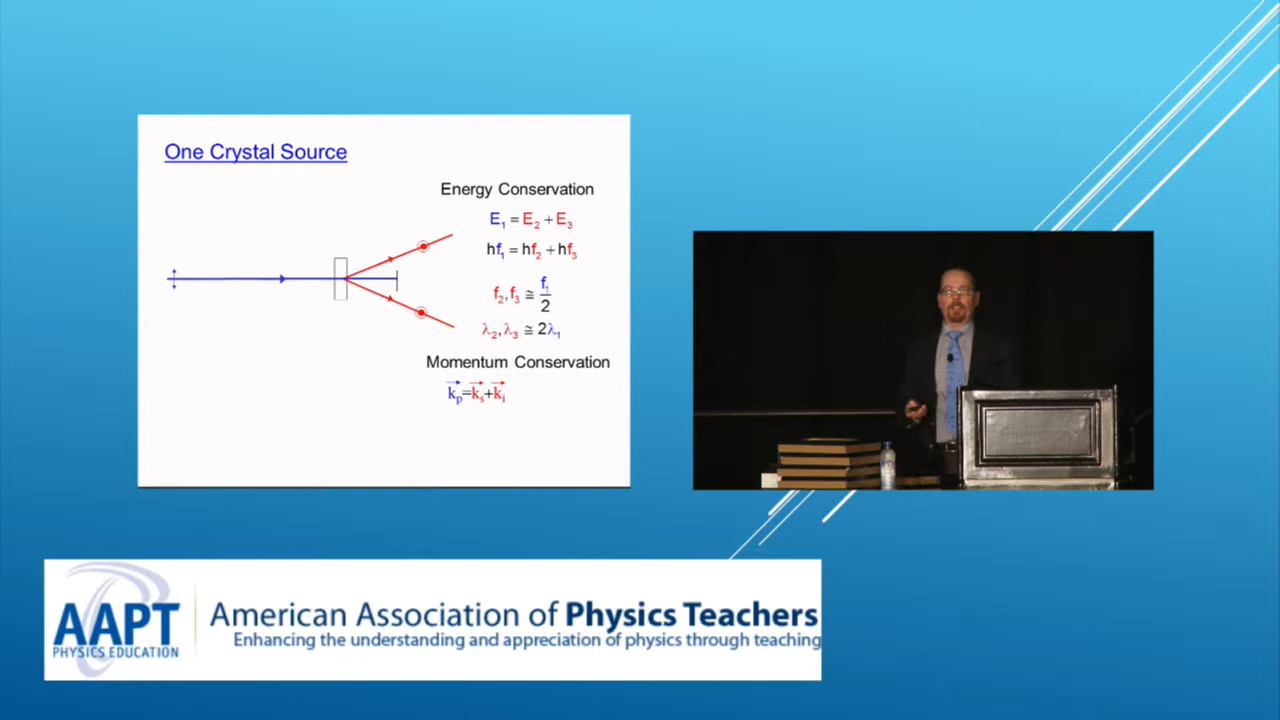 One Crystal Source
Energy Conservation
E₁ = E₂ + E₃
hf₁ = hf₂ + hf₃
f₂,f₃ ≅ f₁/2
λ₂,λ₃ ≅ 2λ₁
Momentum Conservation
k⃗ₚ=k⃗ₛ+k⃗ᵢ
AAPT
PHYSICS EDUCATION
American Association of Physics Teachers
Enhancing the understanding and appreciation of physics through teaching